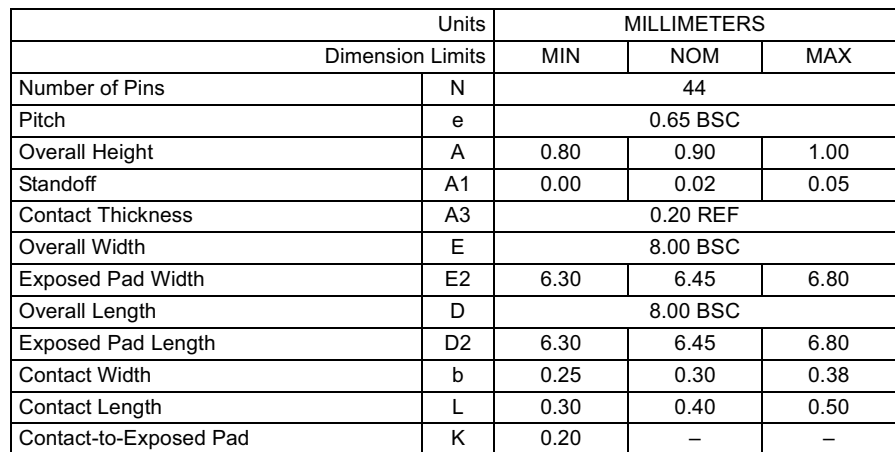 Units MILLIMETERS
Dimension Limits MIN NOM MAX
Number of Pins N 44
Pitch e 0.65 BSC
Overall Height A 0.80 0.90 1.00
Standoff A1 0.00 0.02 0.05
Contact Thickness A3 0.20 REF
Overall Width E 8.00 BSC
Exposed Pad Width E2 6.30 6.45 6.80
Overall Length D 8.00 BSC
Exposed Pad Length D2 6.30 6.45 6.80
Contact Width b 0.25 0.30 0.38
Contact Length L 0.30 0.40 0.50
Contact-to-Exposed Pad K 0.20 – –